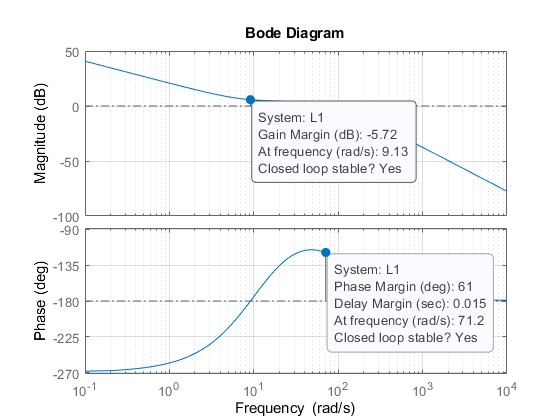 Bode Diagram
50
0
-50
-100
Magnitude (dB)
System: L1
Gain Margin (dB): -5.72
At frequency (rad/s): 9.13
Closed loop stable? Yes
-90
-135
-180
-225
-270
Phase (deg)
System: L1
Phase Margin (deg): 61
Delay Margin (sec): 0.015
At frequency (rad/s): 71.2
Closed loop stable? Yes
10^-1 10^0 10^1 10^2 10^3 10^4
Frequency (rad/s)